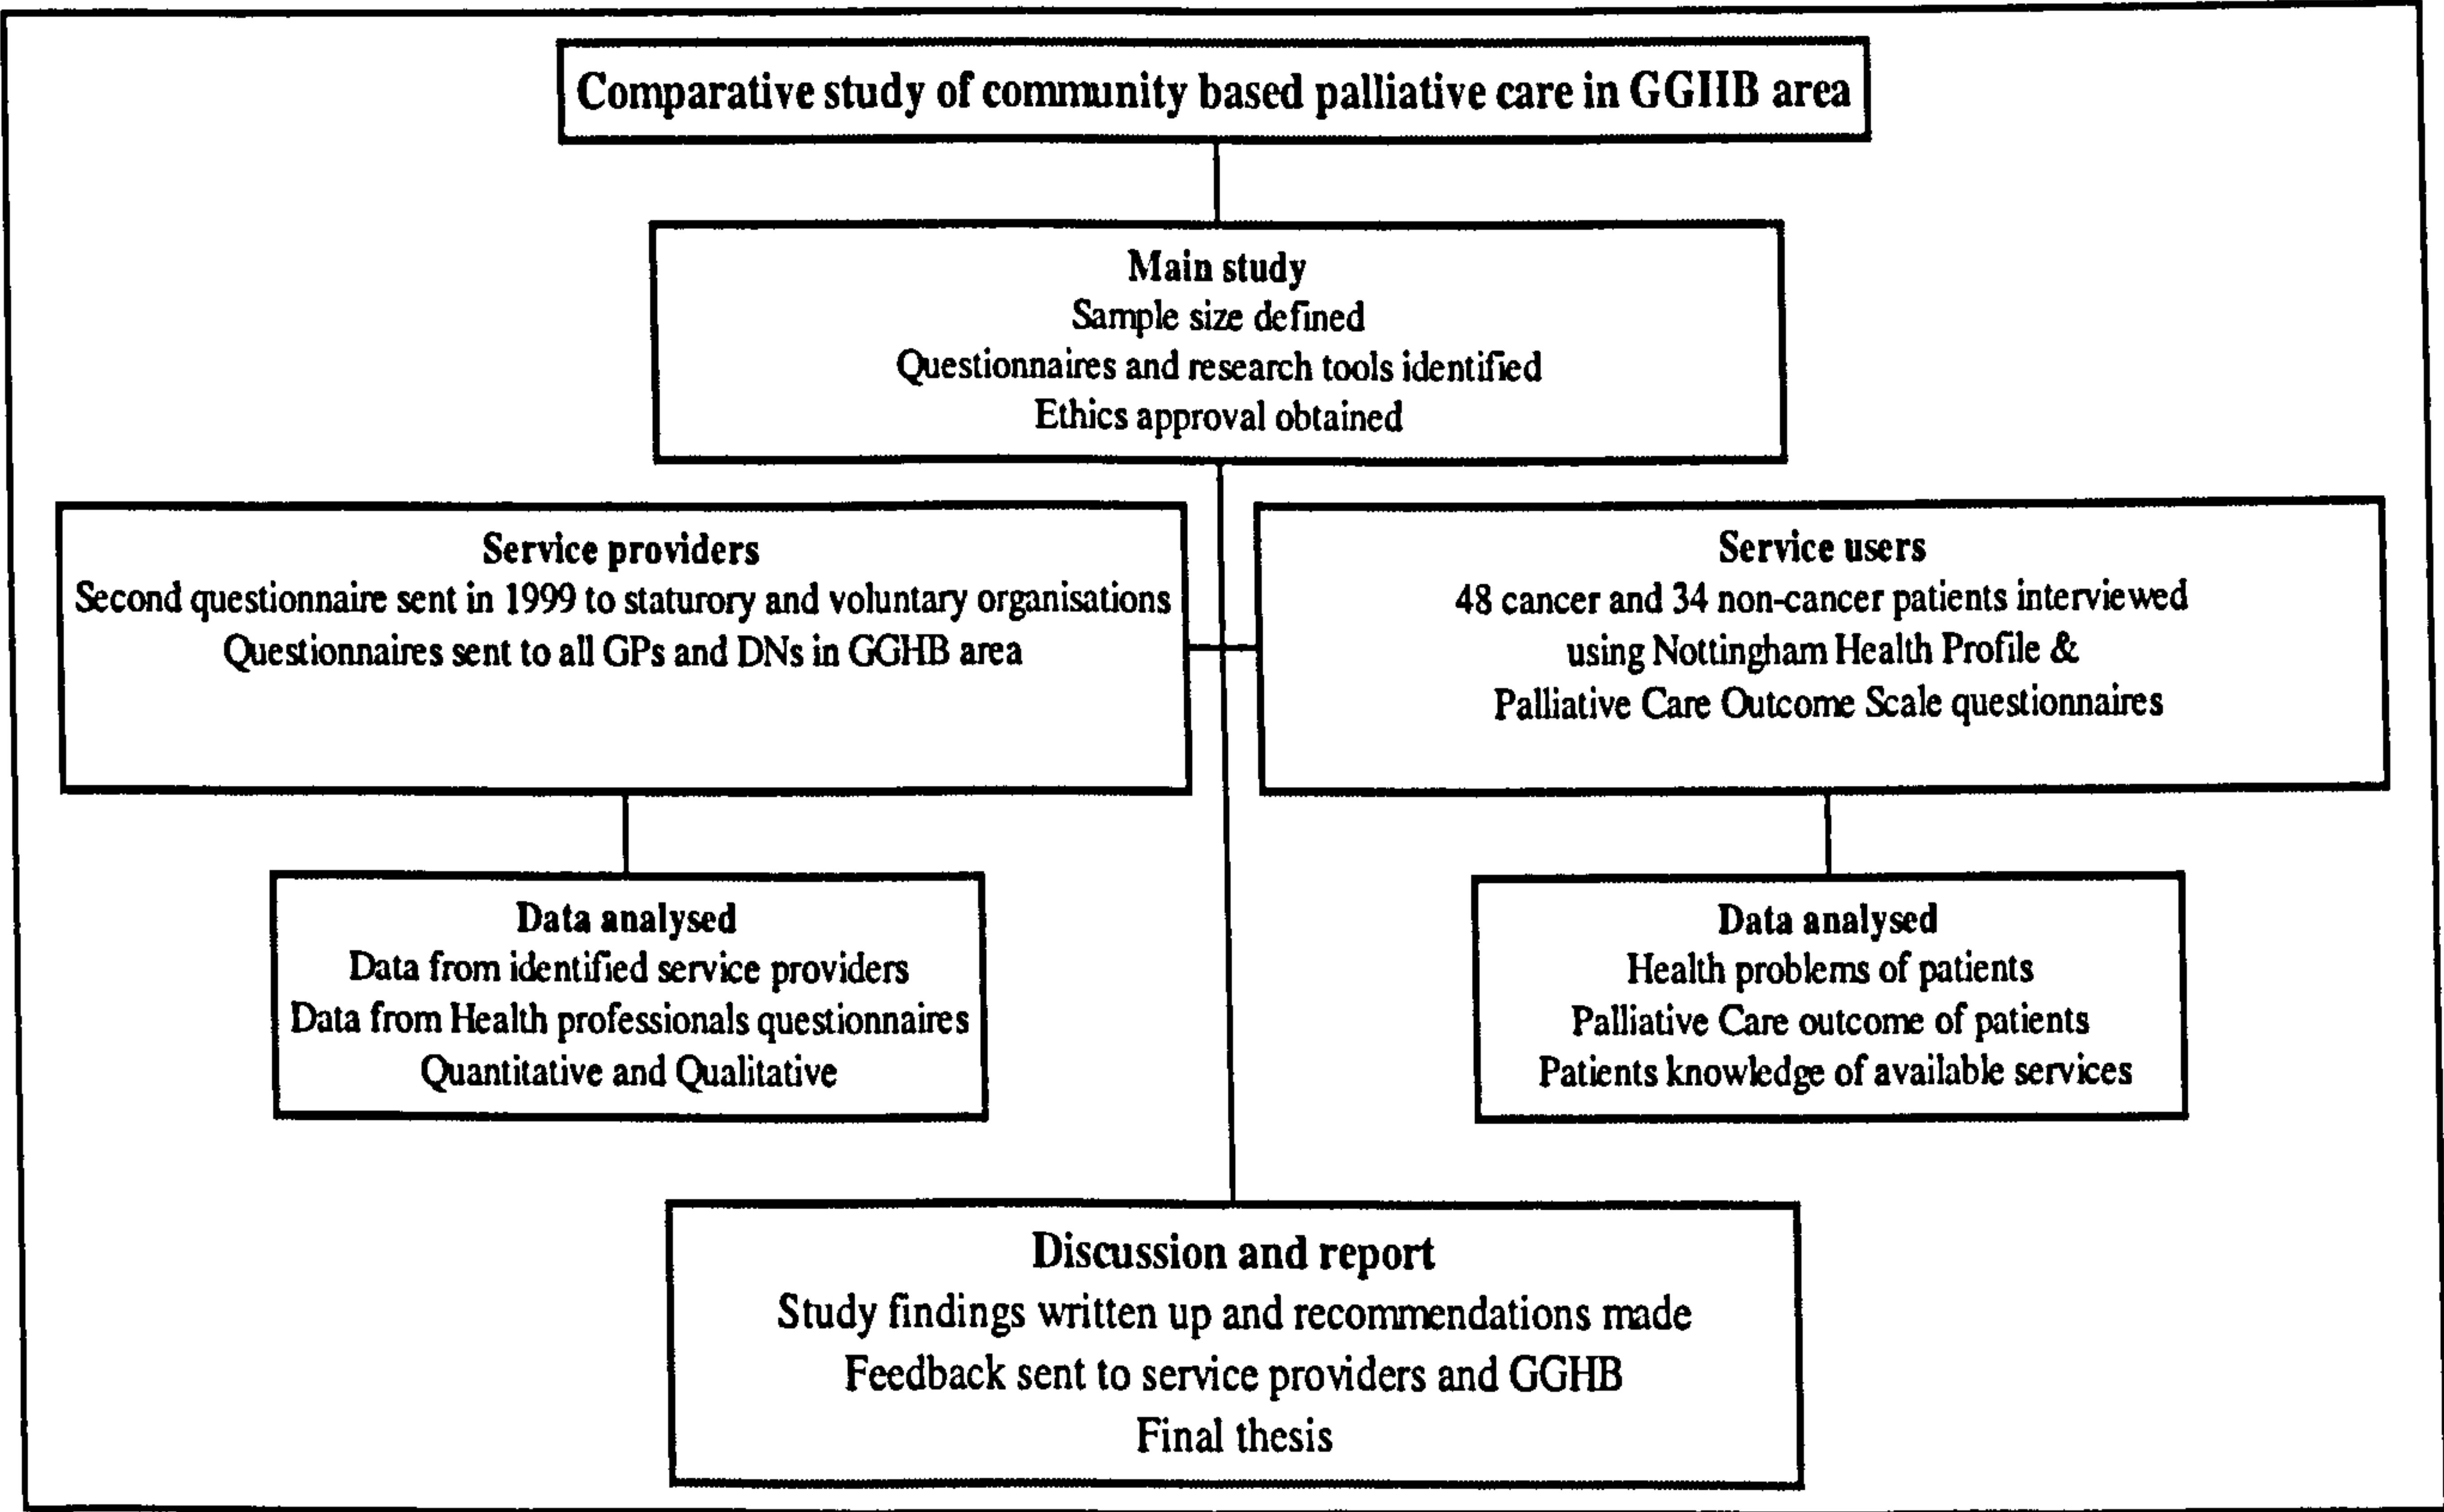 Comparative study of community based palliative care in GGHB area
Main study
Sample size defined
Questionnaires and research tools identified
Ethics approval obtained
Service providers
Second questionnaire sent in 1999 to staturory and voluntary organisations
Questionnaires sent to all GPs and DNs in GGHB area
Service users
48 cancer and 34 non-cancer patients interviewed
using Nottingham Health Profile &
Palliative Care Outcome Scale questionnaires
Data analysed
Data from identified service providers
Data from Health professionals questionnaires
Quantitative and Qualitative
Data analysed
Health problems of patients
Palliative Care outcome of patients
Patients knowledge of available services
Discussion and report
Study findings written up and recommendations made
Feedback sent to service providers and GGHB
Final thesis